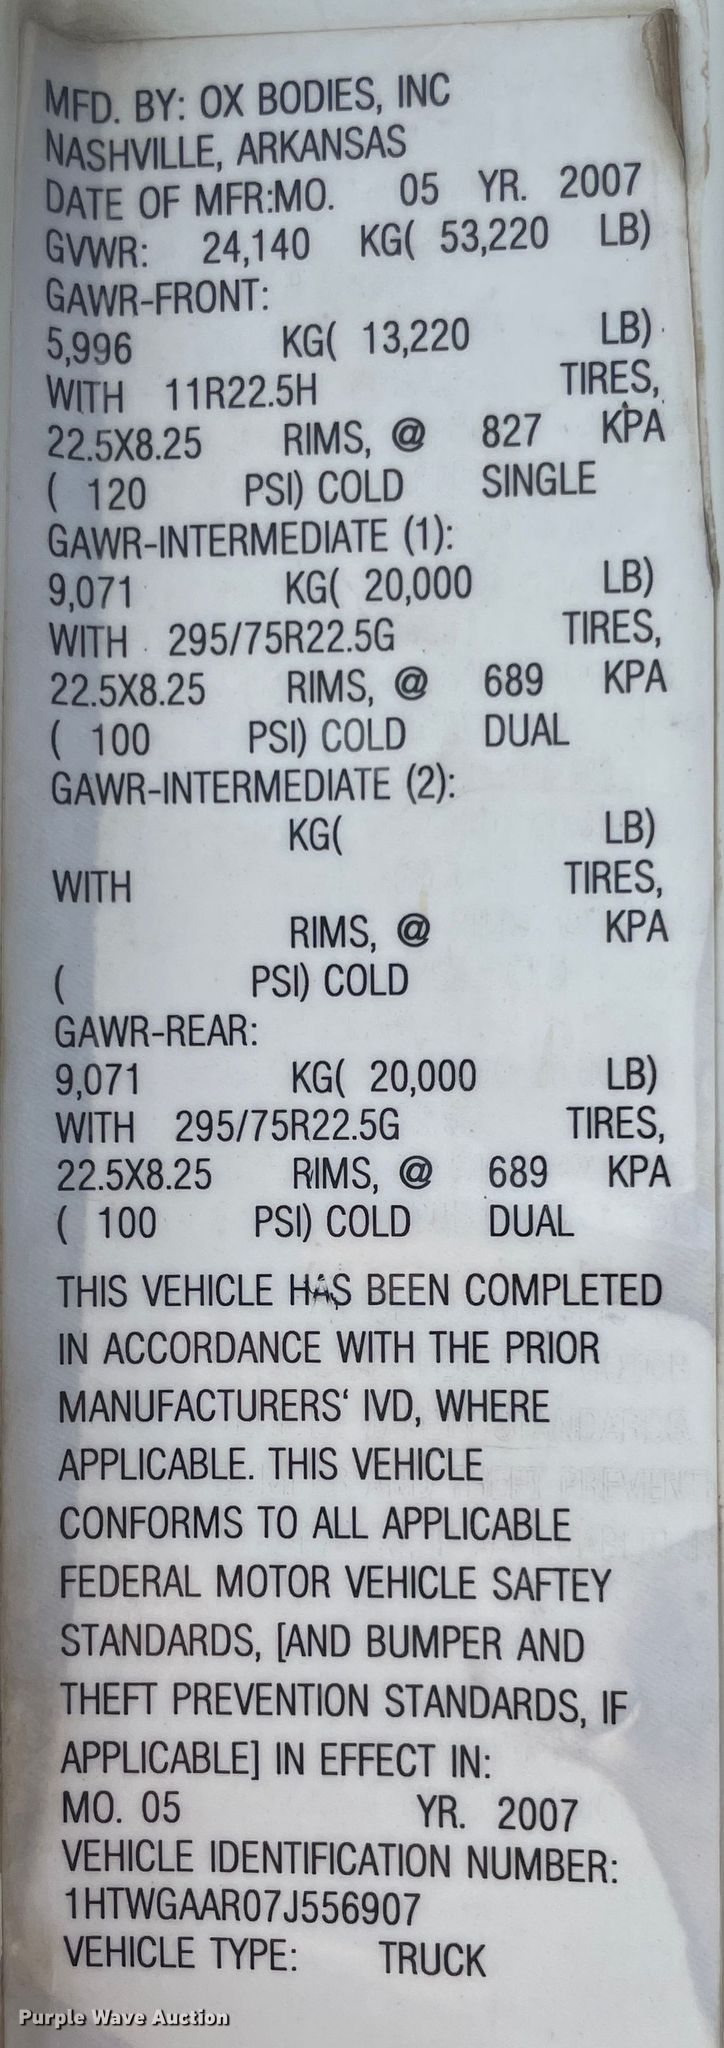 MFD. BY: OX BODIES, INC
NASHVILLE, ARKANSAS
DATE OF MFR:MO. 05 YR. 2007
GVWR: 24,140 KG( 53,220 LB)
GAWR-FRONT:
5,996 KG( 13,220 LB)
WITH 11R22.5H TIRES,
22.5X8.25 RIMS, @ 827 KPA
( 120 PSI) COLD SINGLE
GAWR-INTERMEDIATE (1):
9,071 KG( 20,000 LB)
WITH 295/75R22.5G TIRES,
22.5X8.25 RIMS, @ 689 KPA
( 100 PSI) COLD DUAL
GAWR-INTERMEDIATE (2):
KG( LB)
WITH TIRES,
RIMS, @ KPA
( PSI) COLD
GAWR-REAR:
9,071 KG( 20,000 LB)
WITH 295/75R22.5G TIRES,
22.5X8.25 RIMS, @ 689 KPA
( 100 PSI) COLD DUAL
THIS VEHICLE HAS BEEN COMPLETED
IN ACCORDANCE WITH THE PRIOR
MANUFACTURERS‘ IVD, WHERE
APPLICABLE. THIS VEHICLE
CONFORMS TO ALL APPLICABLE
FEDERAL MOTOR VEHICLE SAFTEY
STANDARDS, [AND BUMPER AND
THEFT PREVENTION STANDARDS, IF
APPLICABLE] IN EFFECT IN:
MO. 05 YR. 2007
VEHICLE IDENTIFICATION NUMBER:
1HTWGAAR07J556907
VEHICLE TYPE: TRUCK
Purple Wave Auction